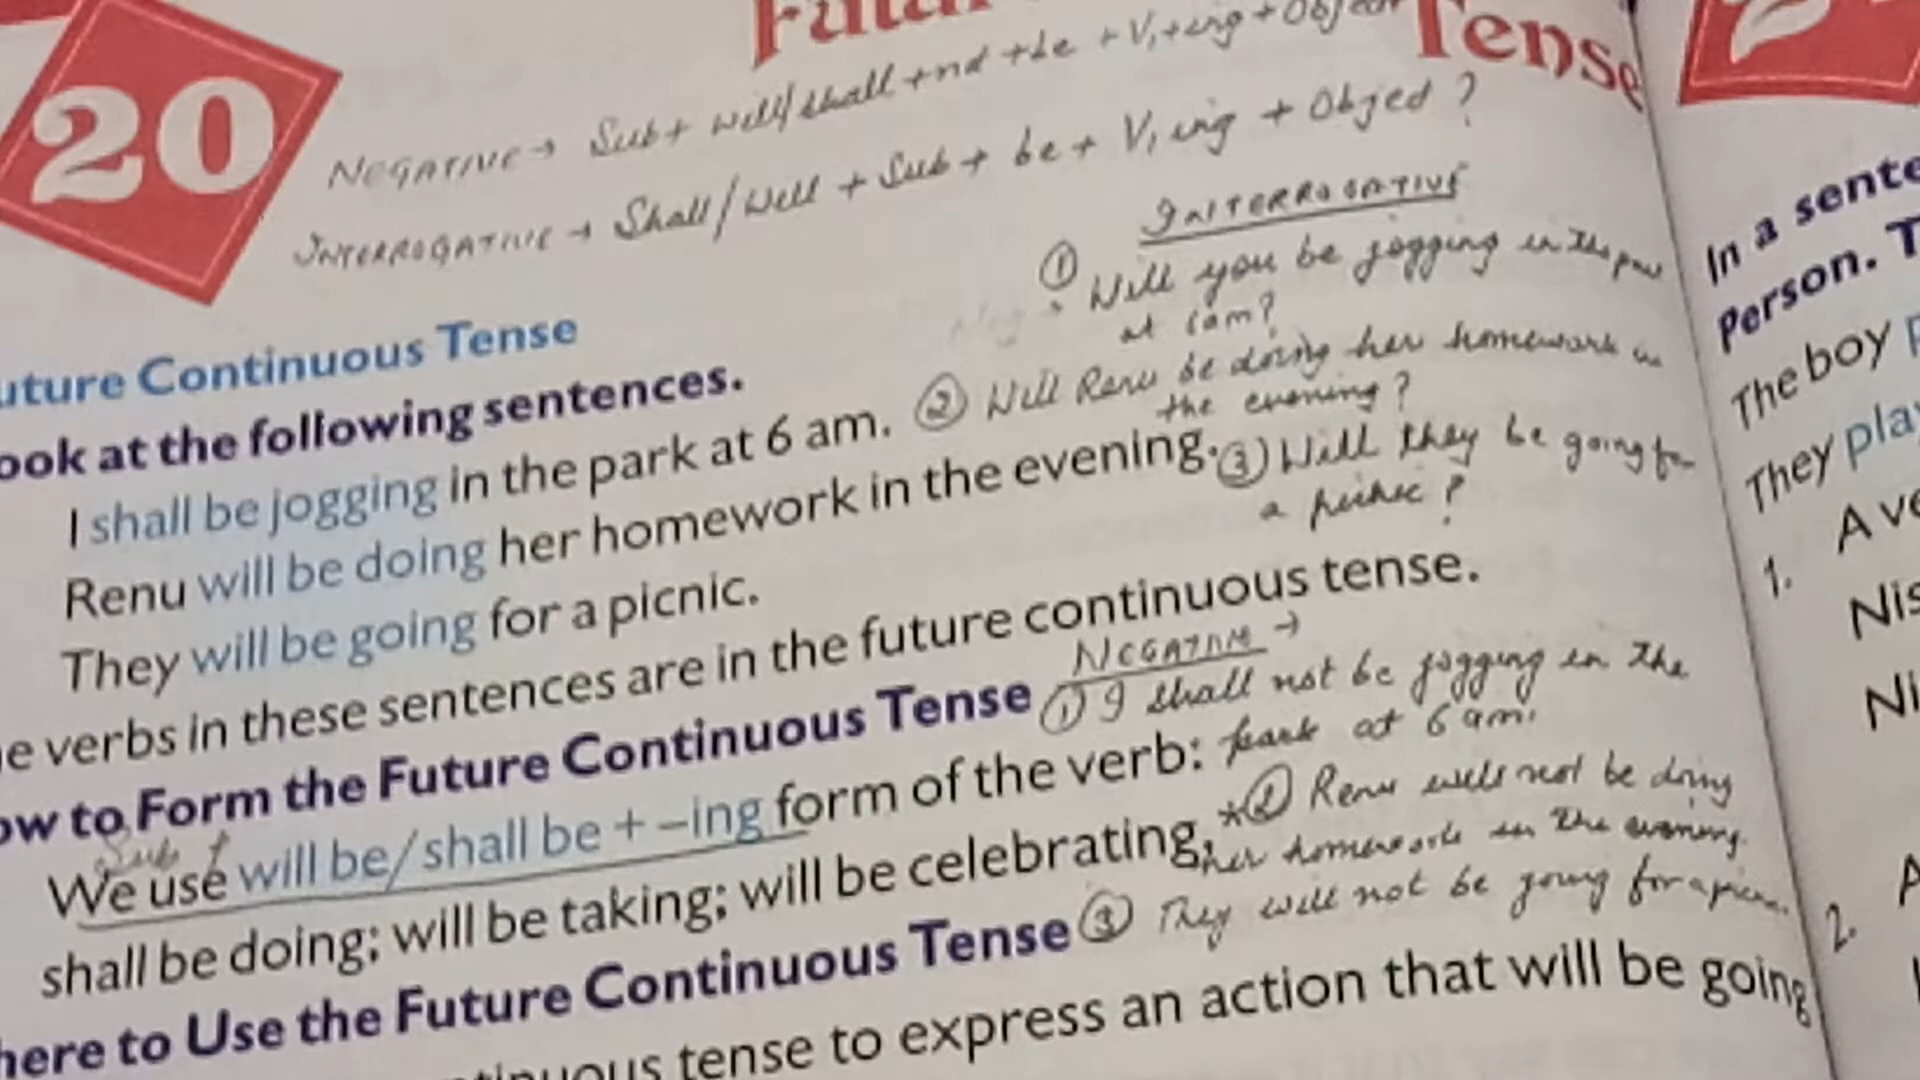 Tense
20
NEGATIVE → Sub + will/shall + not + be + V1 + ing + Object
INTERROGATIVE → Shall/Will + Sub + be + V1 ing + Object ?
INTERROGATIVE
① Will you be jogging in the park
at 6am?
uture Continuous Tense
ook at the following sentences.
② Will Renu be doing her homework in
the evening?
I shall be jogging in the park at 6 am.
Renu will be doing her homework in the evening.
③ Will they be going for
a picnic?
They will be going for a picnic.
e verbs in these sentences are in the future continuous tense.
NEGATIVE →
ow to Form the Future Continuous Tense
① I shall not be jogging in the
park at 6 am.
Sub +
We use will be/shall be + –ing form of the verb:
② Renu will not be doing
her homework in the evening.
shall be doing; will be taking; will be celebrating,
③ They will not be going for a picnic.
here to Use the Future Continuous Tense
tinuous tense to express an action that will be going
In a sente
Person. T
The boy p
They play
1. A ve
Nis
Ni
2. A